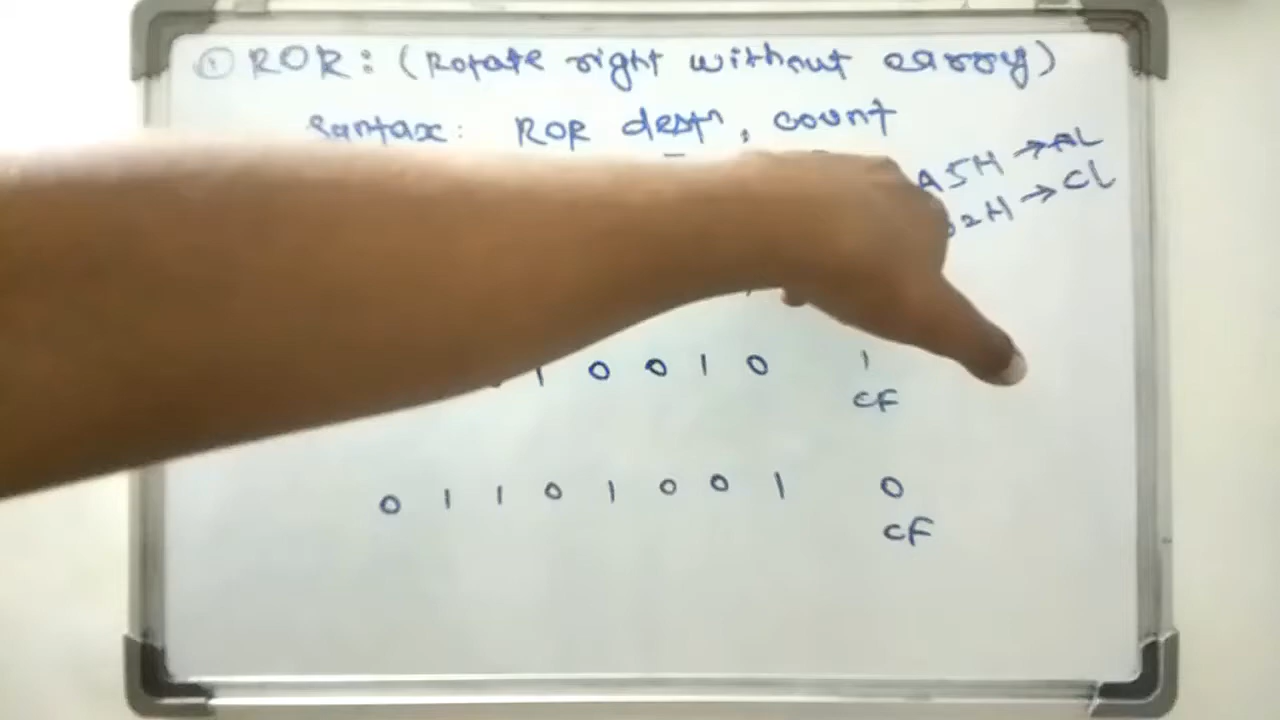 ① ROR: (Rotate right without carry)
Syntax: ROR destn, count
A5H → AL
02H → CL
1 0 0 1 0 1
CF
0 1 1 0 1 0 0 1 0
CF